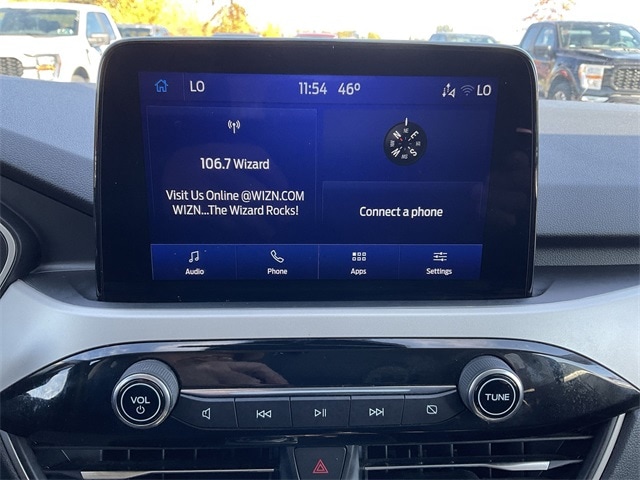 LO 11:54 46° LO
106.7 Wizard
Visit Us Online @WIZN.COM
WIZN...The Wizard Rocks!
N
NE
E
W
S
Connect a phone
Audio Phone Apps Settings
VOL
TUNE